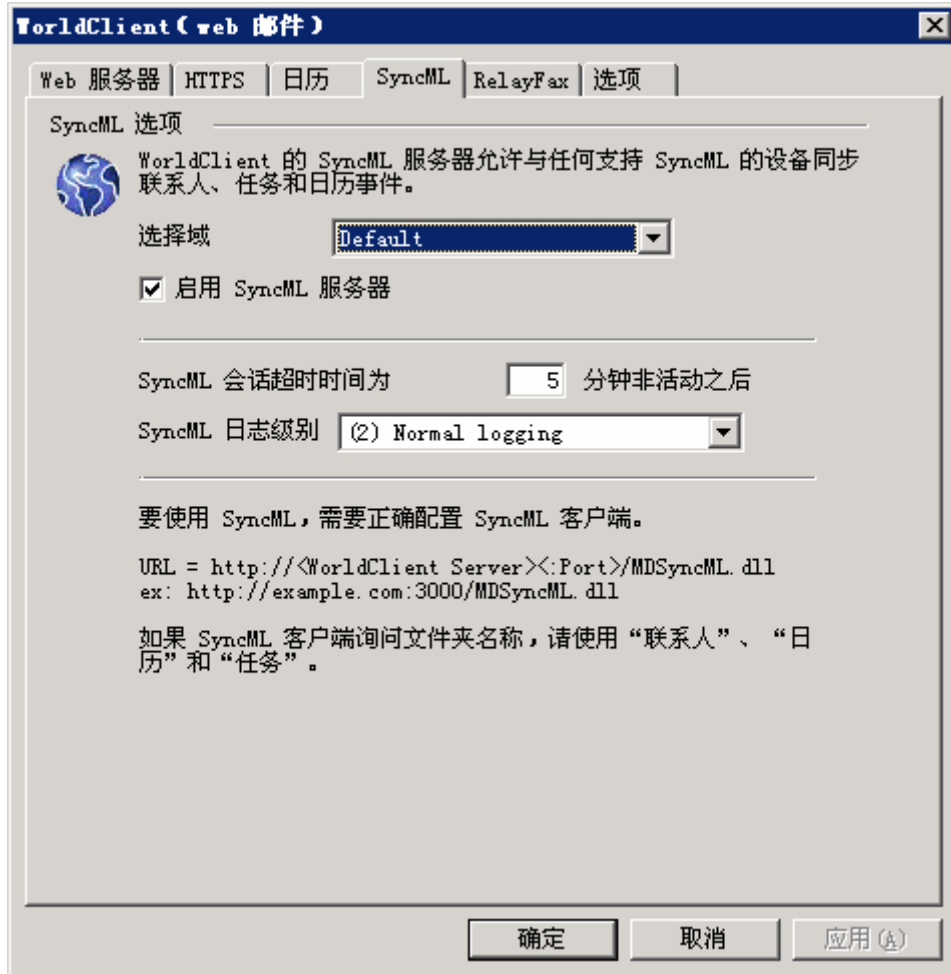 WorldClient(web 邮件)
Web 服务器 HTTPS 日历 SyncML RelayFax 选项
SyncML 选项
WorldClient 的 SyncML 服务器允许与任何支持 SyncML 的设备同步
联系人、任务和日历事件。
选择域 Default
启用 SyncML 服务器
SyncML 会话超时时间为 5 分钟非活动之后
SyncML 日志级别 (2) Normal logging
要使用 SyncML，需要正确配置 SyncML 客户端。
URL = http://<WorldClient Server><:Port>/MDSyncML.dll
ex: http://example.com:3000/MDSyncML.dll
如果 SyncML 客户端询问文件夹名称，请使用“联系人”、“日
历”和“任务”。
确定 取消 应用(A)